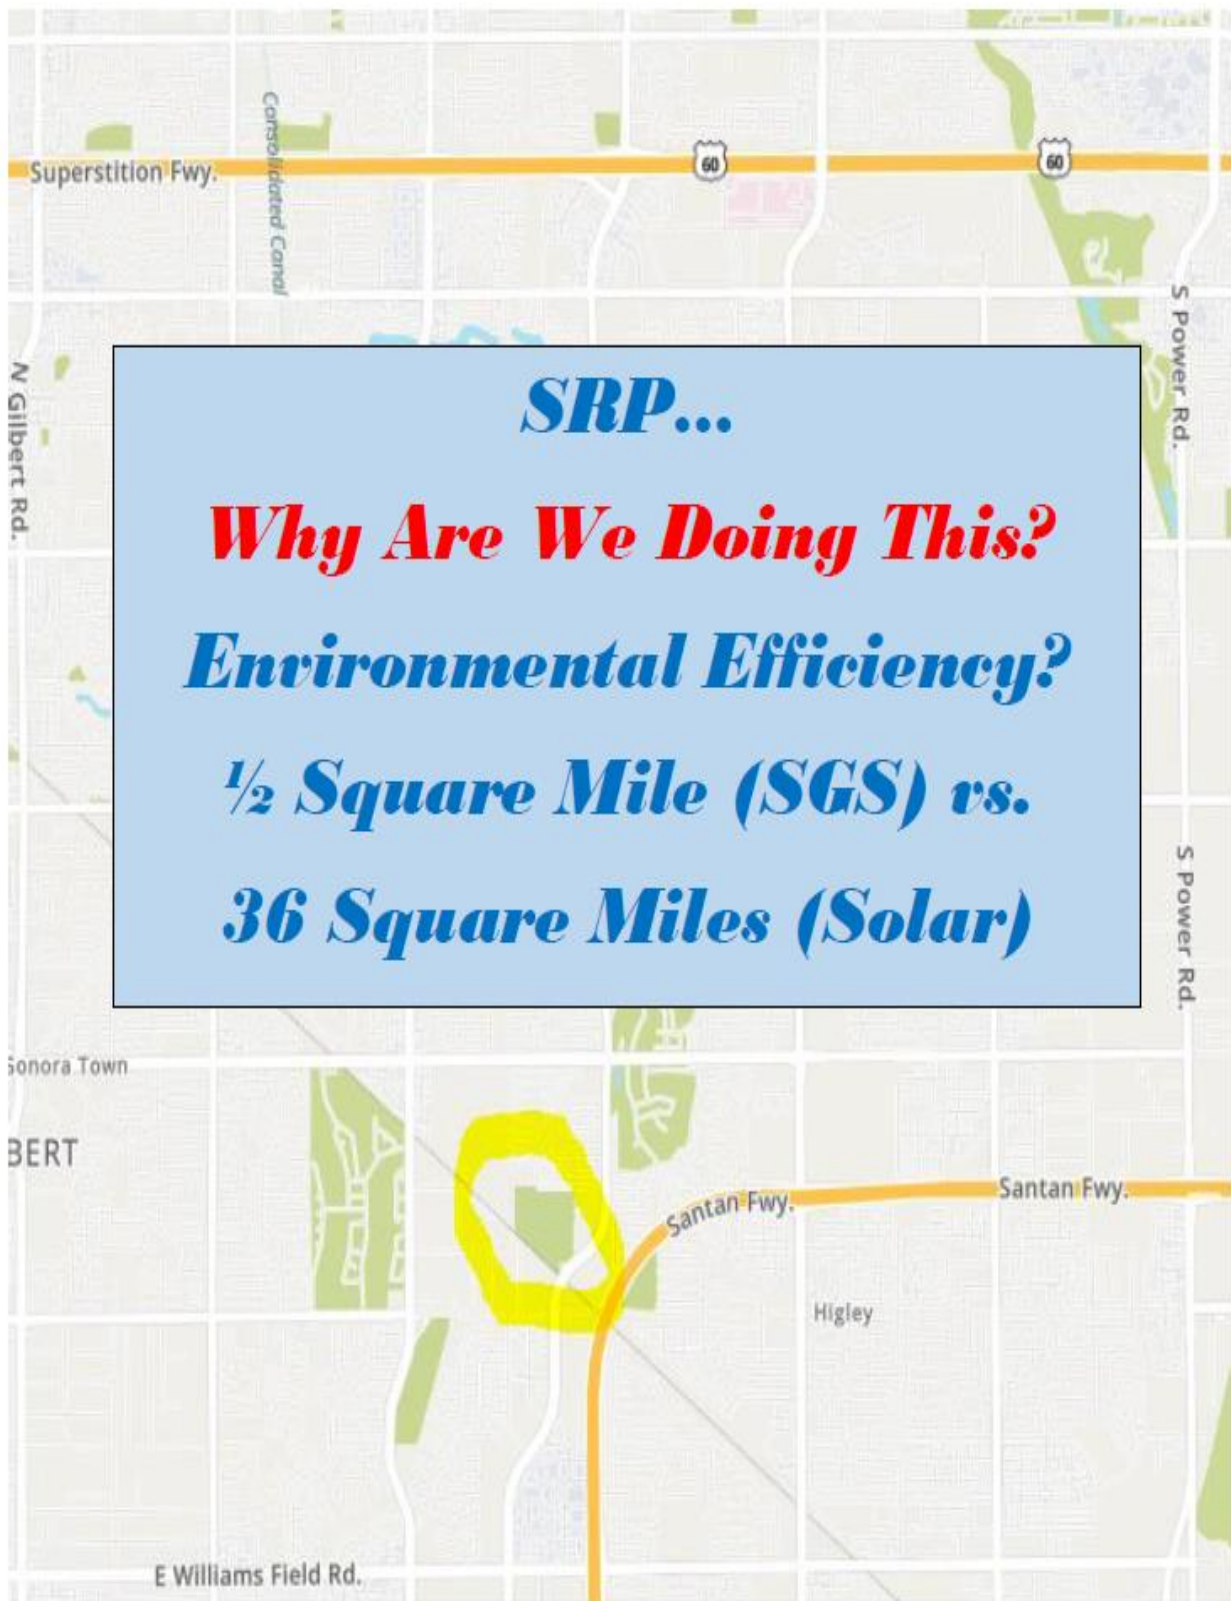 Superstition Fwy.
60
60
Consolidated Canal
S Power Rd.
N Gilbert Rd.
SRP...
Why Are We Doing This?
Environmental Efficiency?
½ Square Mile (SGS) vs.
36 Square Miles (Solar)
S Power Rd.
Sonora Town
BERT
Santan Fwy.
Santan Fwy.
Higley
E Williams Field Rd.